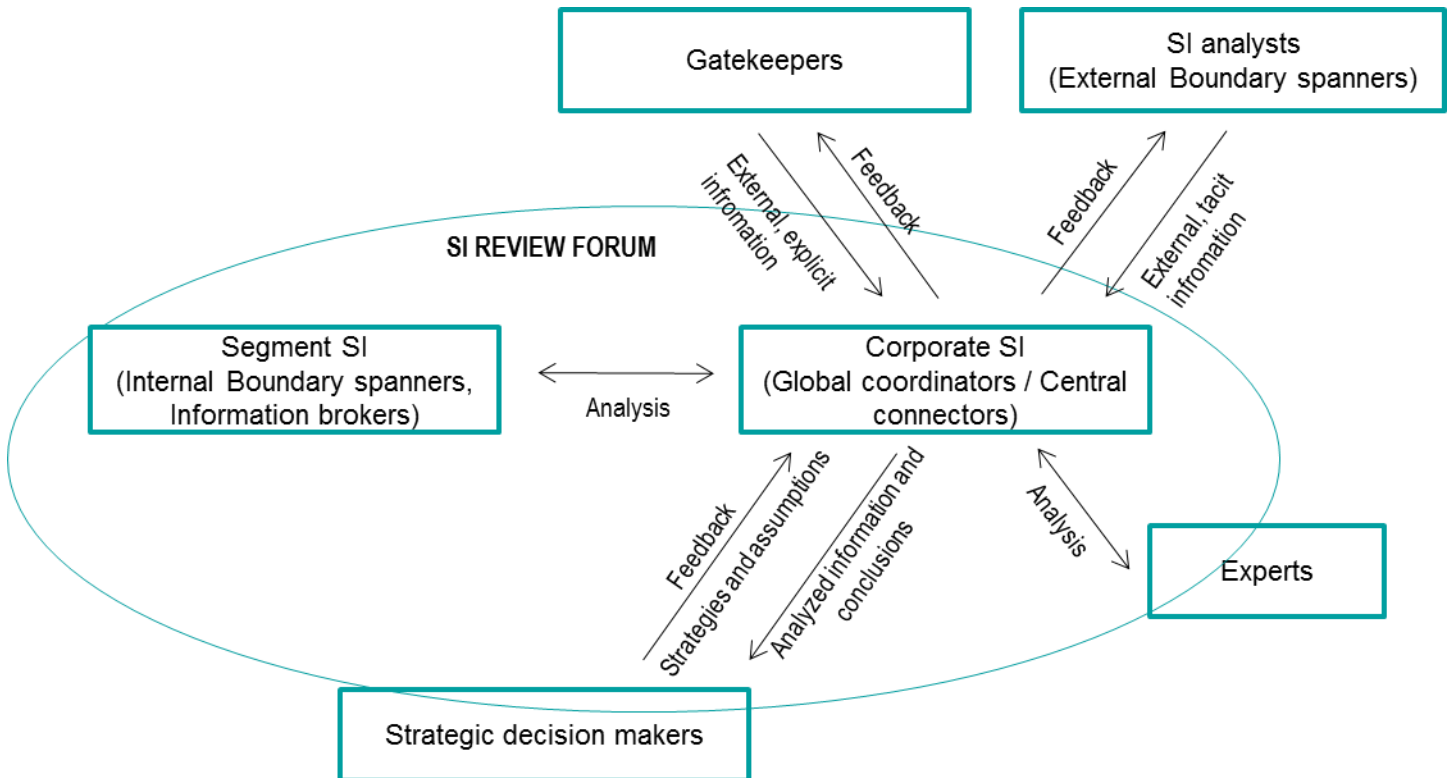 Gatekeepers
SI analysts
(External Boundary spanners)
External, explicit
infromation
Feedback
Feedback
External, tacit
infromation
SI REVIEW FORUM
Segment SI
(Internal Boundary spanners,
Information brokers)
Analysis
Corporate SI
(Global coordinators / Central
connectors)
Feedback
Strategies and assumptions
Analyzed information and
conclusions
Analysis
Experts
Strategic decision makers